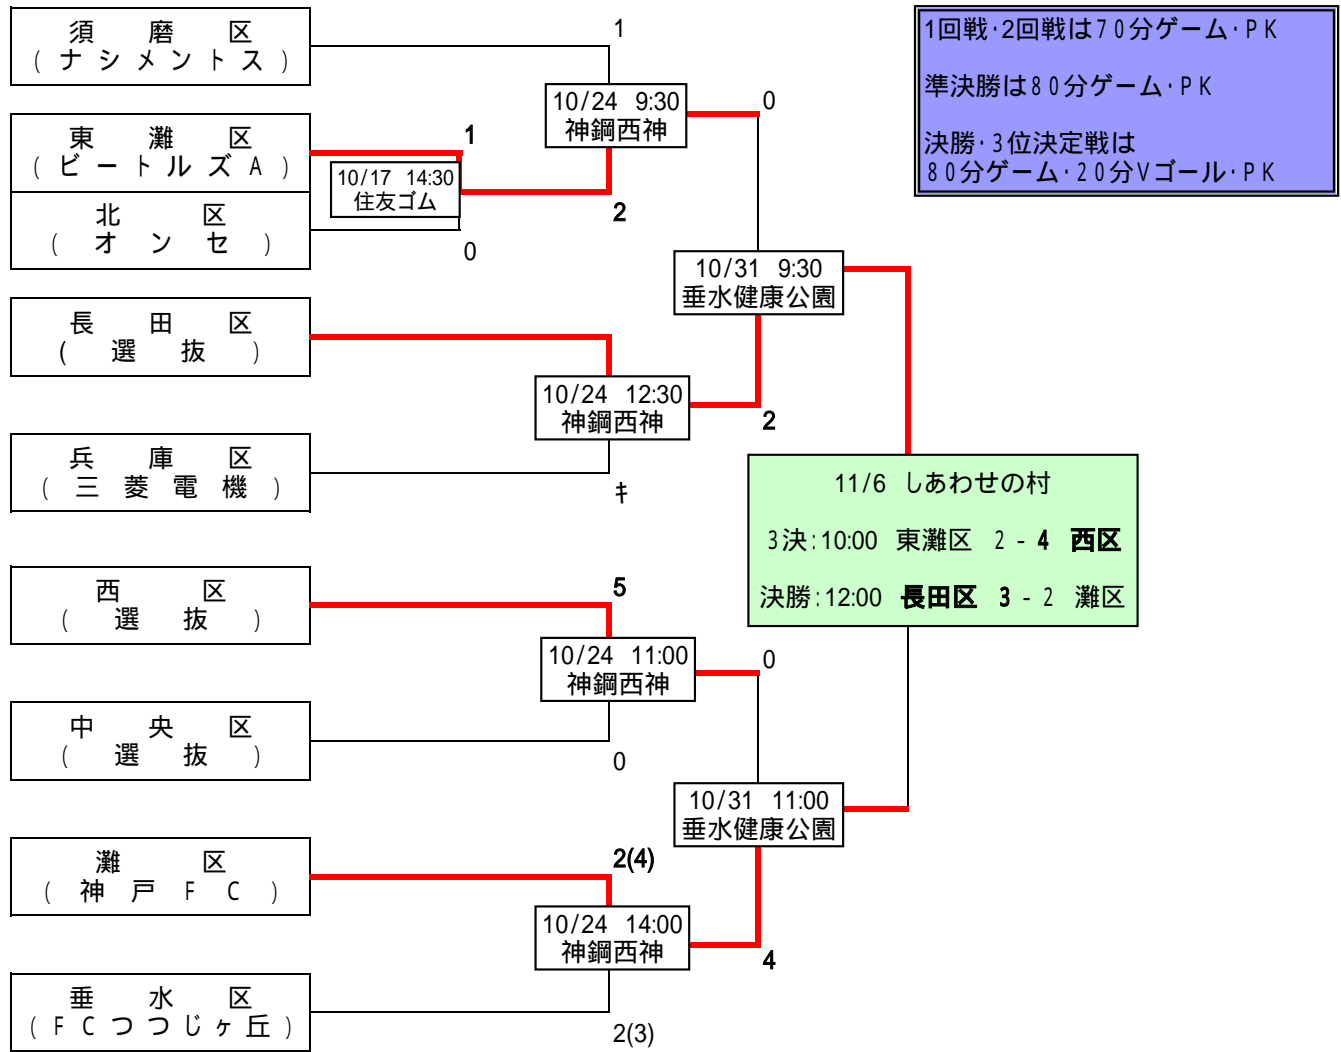 須磨区
(ナシメントス)
1
10/24 9:30
神鋼西神
0
東灘区
(ビートルズA)
1
10/17 14:30
住友ゴム
2
北区
(オンセ)
0
10/31 9:30
垂水健康公園
長田区
(選抜)
10/24 12:30
神鋼西神
2
兵庫区
(三菱電機)
キ
西区
(選抜)
5
10/24 11:00
神鋼西神
0
中央区
(選抜)
0
10/31 11:00
垂水健康公園
灘区
(神戸FC)
2(4)
10/24 14:00
神鋼西神
4
垂水区
(FCつつじヶ丘)
2(3)
1回戦・2回戦は70分ゲーム・PK
準決勝は80分ゲーム・PK
決勝・3位決定戦は
80分ゲーム・20分Vゴール・PK
11/6 しあわせの村
3決:10:00 東灘区 2 - 4 西区
決勝:12:00 長田区 3 - 2 灘区